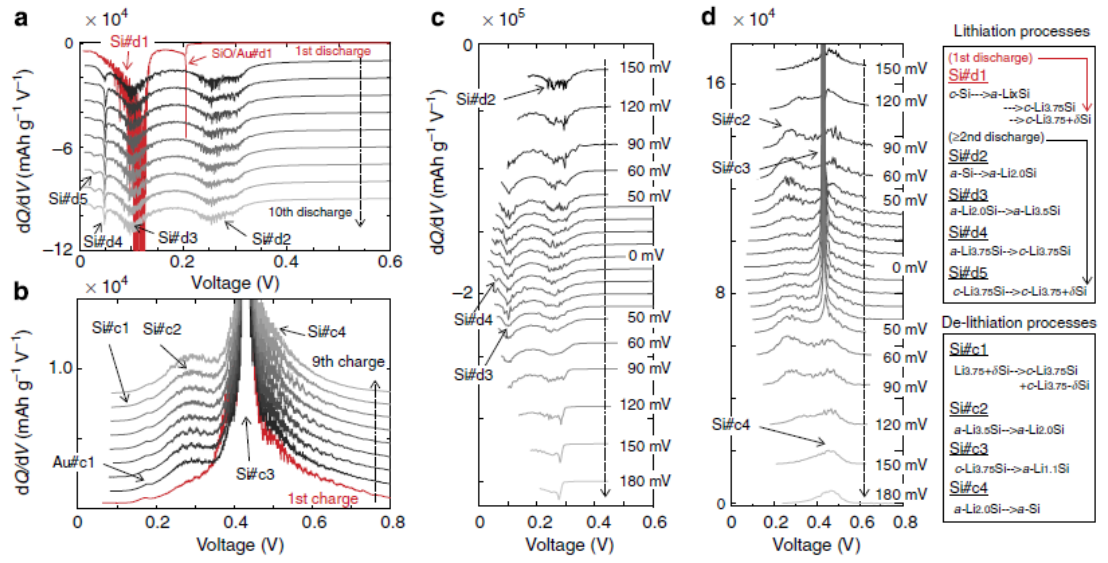 a
× 10⁴
Si#d1
SiO/Au#d1
1st discharge
0
−6
−12
dQ/dV (mAh g⁻¹ V⁻¹)
Si#d5
Si#d4
Si#d3
Si#d2
10th discharge
0
0.2
0.4
0.6
Voltage (V)
b
× 10⁴
Si#c1
Si#c2
Si#c4
9th charge
1.0
dQ/dV (mAh g⁻¹ V⁻¹)
Au#c1
Si#c3
1st charge
0
0.2
0.4
0.6
0.8
Voltage (V)
c
× 10⁵
0
−2
dQ/dV (mAh g⁻¹ V⁻¹)
Si#d2
Si#d4
Si#d3
150 mV
120 mV
90 mV
60 mV
50 mV
0 mV
50 mV
60 mV
90 mV
120 mV
150 mV
180 mV
0
0.2
0.4
0.6
Voltage (V)
d
× 10⁴
16
8
0
Si#c2
Si#c3
Si#c4
150 mV
120 mV
90 mV
60 mV
50 mV
0 mV
50 mV
60 mV
90 mV
120 mV
150 mV
180 mV
0
0.2
0.4
0.6
0.8
Voltage (V)
Lithiation processes
(1st discharge)
Si#d1
c-Si--->a-LixSi
--->c-Li3.75Si
--->c-Li3.75+δSi
(≥2nd discharge)
Si#d2
a-Si-->a-Li2.0Si
Si#d3
a-Li2.0Si-->a-Li3.5Si
Si#d4
a-Li3.75Si-->c-Li3.75Si
Si#d5
c-Li3.75Si-->c-Li3.75+δSi
De-lithiation processes
Si#c1
Li3.75+δSi-->c-Li3.75Si
+c-Li3.75-δSi
Si#c2
a-Li3.5Si-->a-Li2.0Si
Si#c3
c-Li3.75Si-->a-Li1.1Si
Si#c4
a-Li2.0Si-->a-Si